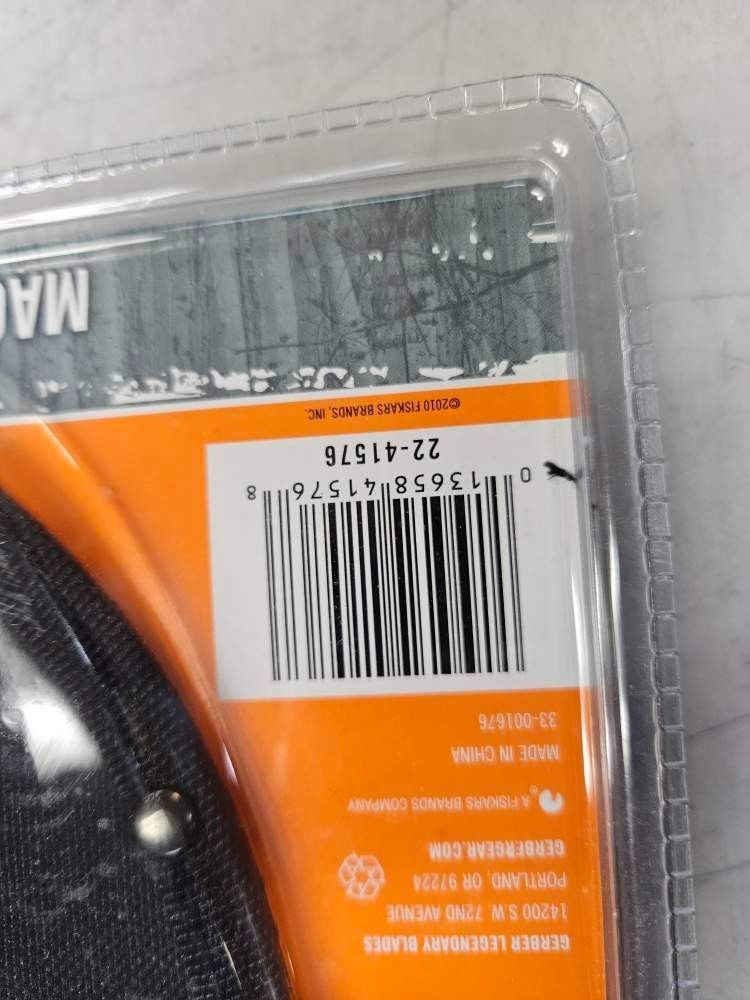 GERBER LEGENDARY BLADES
14200 S.W. 72ND AVENUE
PORTLAND, OR 97224
GERBERGEAR.COM
A FISKARS BRANDS COMPANY
MADE IN CHINA
33-001676
0 13658 41576 8
22-41576
©2010 FISKARS BRANDS, INC.